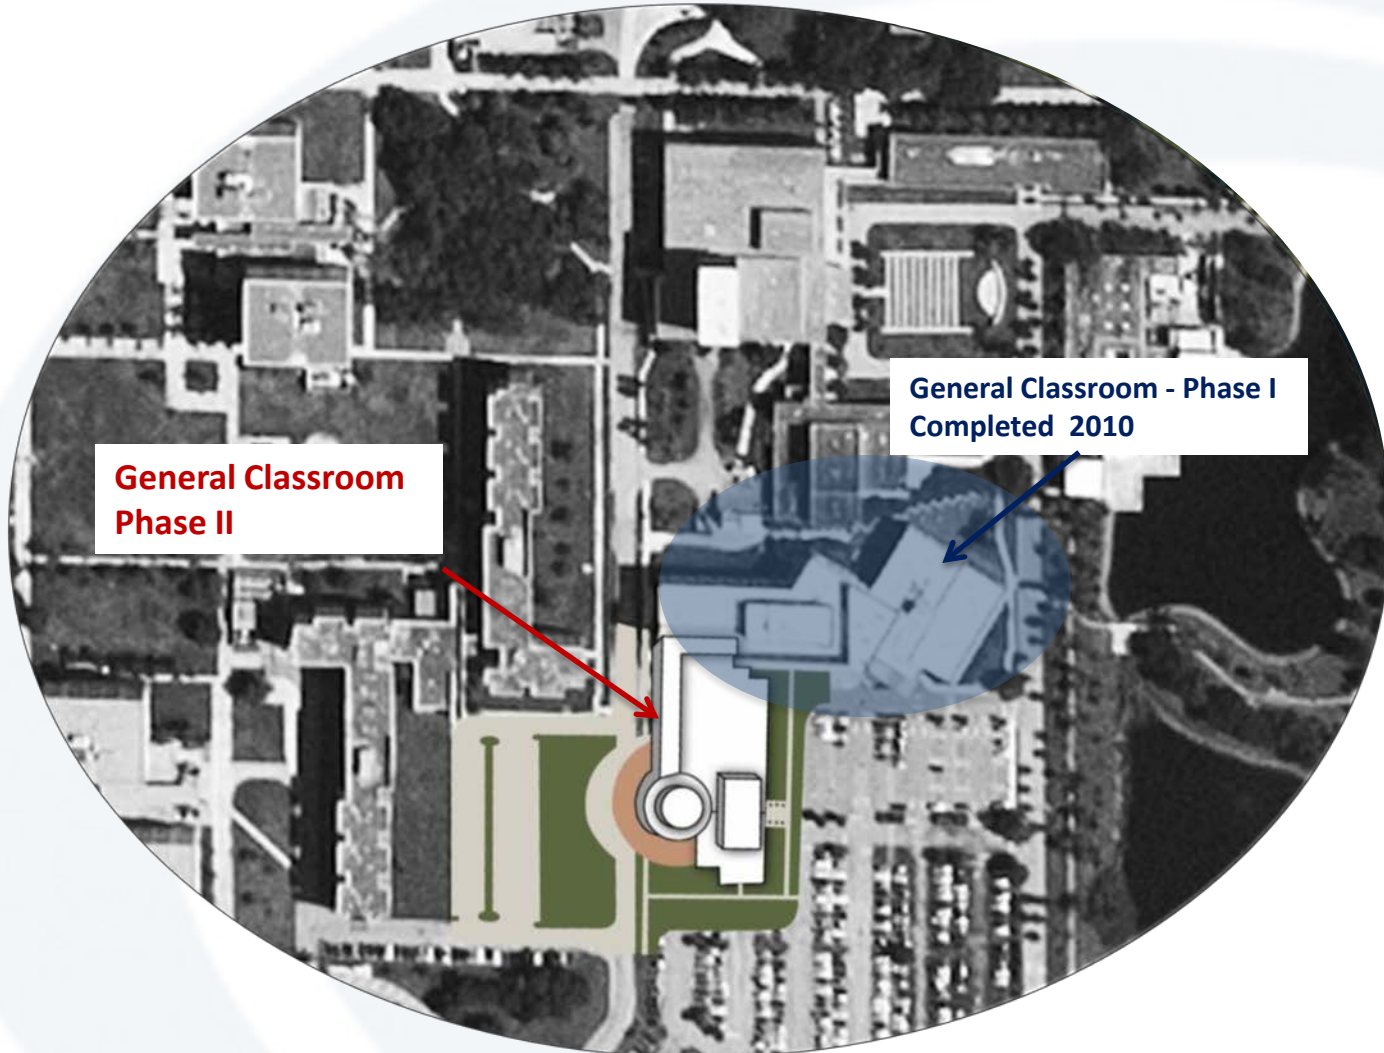 General Classroom - Phase I
Completed 2010
General Classroom
Phase II